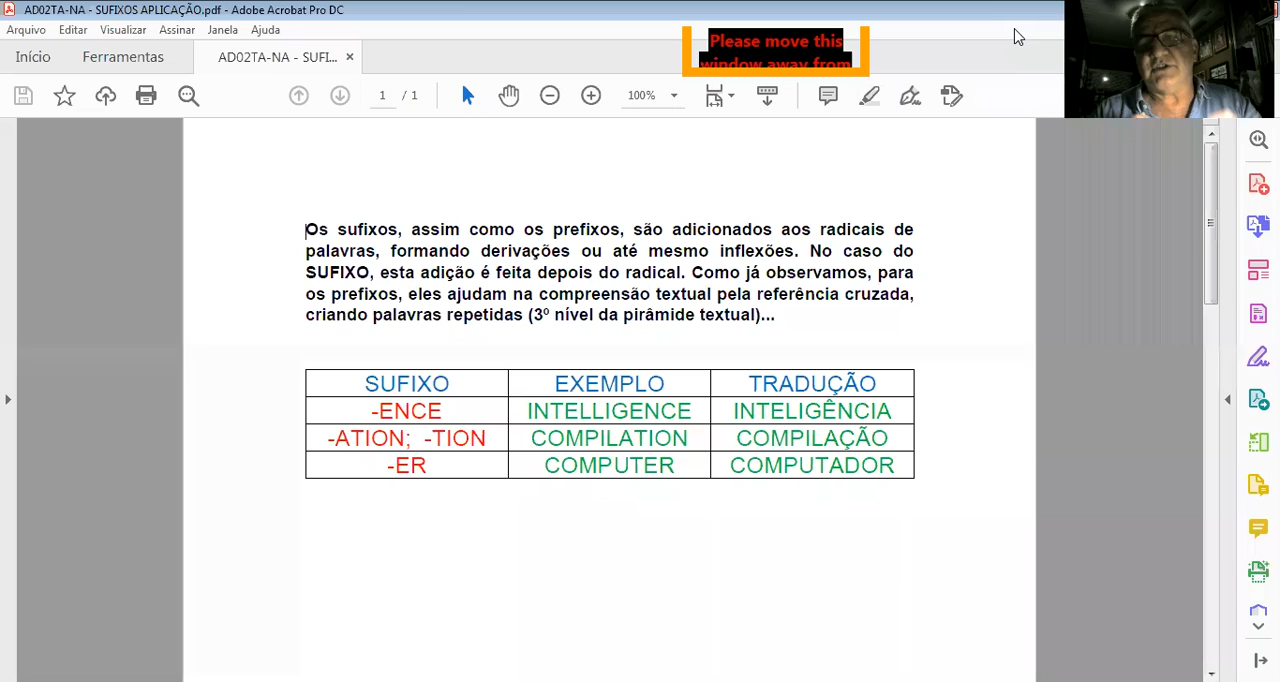 AD02TA-NA - SUFIXOS APLICAÇÃO.pdf - Adobe Acrobat Pro DC
Arquivo Editar Visualizar Assinar Janela Ajuda
Início Ferramentas AD02TA-NA - SUFI... ×
Please move this
window away from
1 / 1 100%
Os sufixos, assim como os prefixos, são adicionados aos radicais de
palavras, formando derivações ou até mesmo inflexões. No caso do
SUFIXO, esta adição é feita depois do radical. Como já observamos, para
os prefixos, eles ajudam na compreensão textual pela referência cruzada,
criando palavras repetidas (3º nível da pirâmide textual)...
SUFIXO EXEMPLO TRADUÇÃO
-ENCE INTELLIGENCE INTELIGÊNCIA
-ATION; -TION COMPILATION COMPILAÇÃO
-ER COMPUTER COMPUTADOR